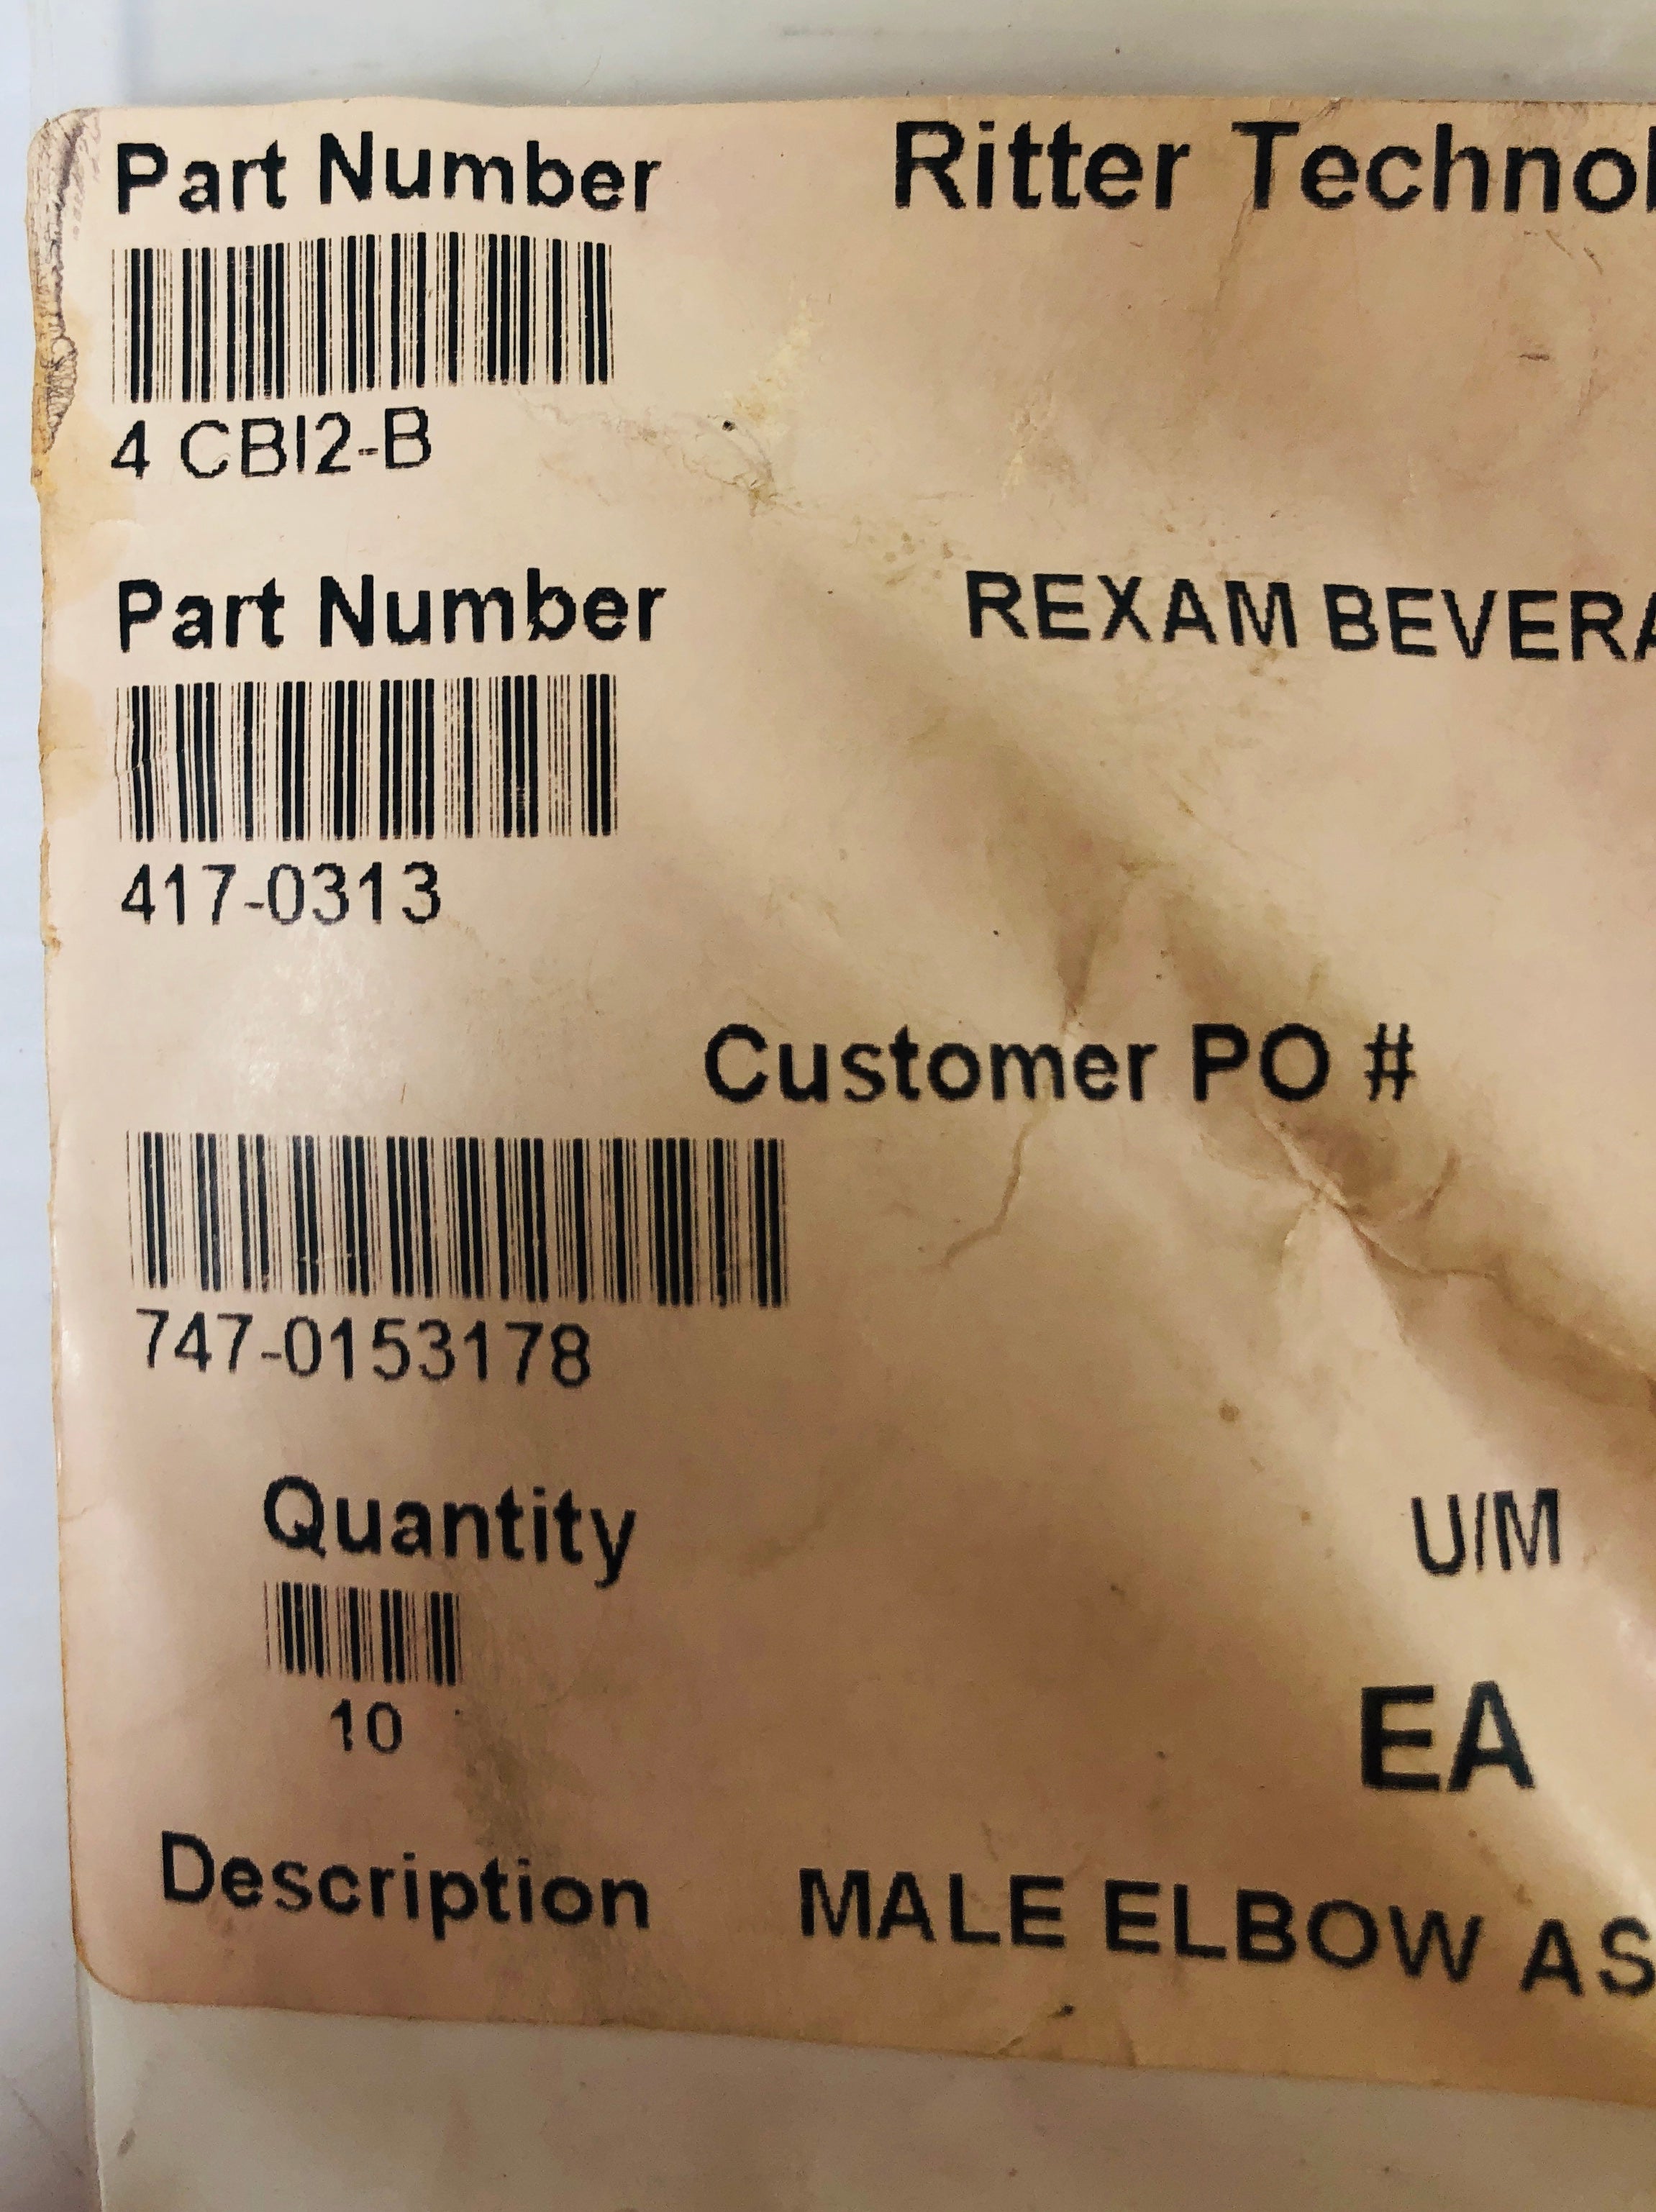 Part Number
Ritter Technol
4 CBI2-B
Part Number
REXAM BEVERA
417-0313
Customer PO #
747-0153178
Quantity
U/M
10
EA
Description MALE ELBOW AS